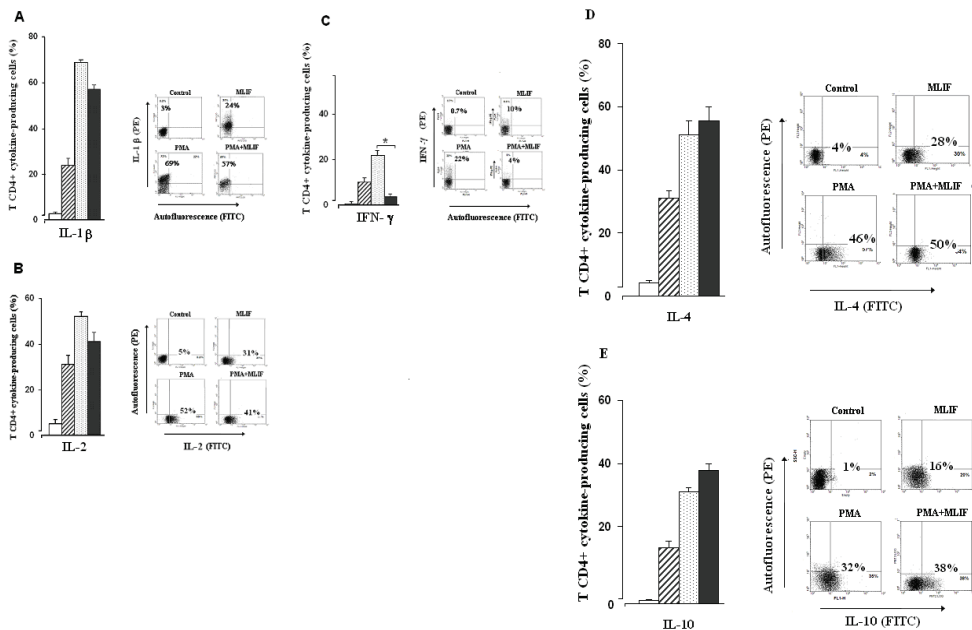 A
T CD4+ cytokine-producing cells (%)
80
60
40
20
0
IL-1β
IL-1 β (PE)
Control
3%
MLIF
24%
PMA
69%
PMA+MLIF
57%
Autofluorescence (FITC)
B
T CD4+ cytokine-producing cells (%)
60
40
20
0
IL-2
Autofluorescence (PE)
Control
5%
MLIF
31%
PMA
52%
PMA+MLIF
41%
IL-2 (FITC)
C
T CD4+ cytokine-producing cells (%)
60
40
20
0
*
IFN- γ
IFN-γ (PE)
Control
0.7%
MLIF
10%
PMA
22%
PMA+MLIF
4%
Autofluorescence (FITC)
D
T CD4+ cytokine-producing cells (%)
80
60
40
20
0
IL-4
Autofluorescence (PE)
Control
4%
4%
MLIF
28%
30%
PMA
46%
PMA+MLIF
50%
IL-4 (FITC)
E
T CD4+ cytokine-producing cells (%)
60
40
20
0
IL-10
Autofluorescence (PE)
Control
1%
2%
MLIF
16%
20%
PMA
32%
35%
PMA+MLIF
38%
IL-10 (FITC)